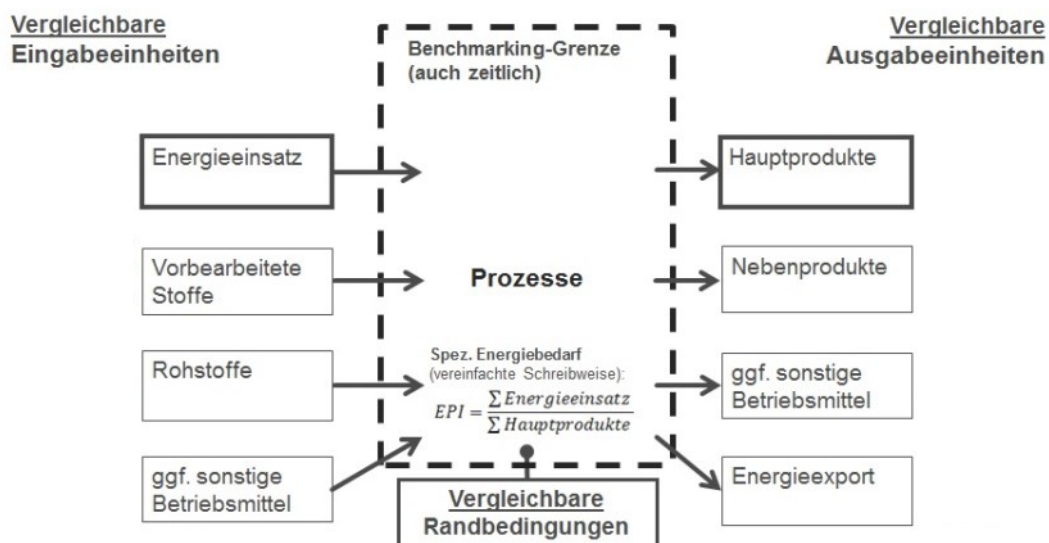 Vergleichbare
Eingabeeinheiten
Benchmarking-Grenze
(auch zeitlich)
Vergleichbare
Ausgabeeinheiten
Energieeinsatz
Hauptprodukte
Vorbearbeitete
Stoffe
Prozesse
Nebenprodukte
Rohstoffe
Spez. Energiebedarf
(vereinfachte Schreibweise):
EPI = ∑ Energieeinsatz
∑ Hauptprodukte
ggf. sonstige
Betriebsmittel
ggf. sonstige
Betriebsmittel
Energieexport
Vergleichbare
Randbedingungen